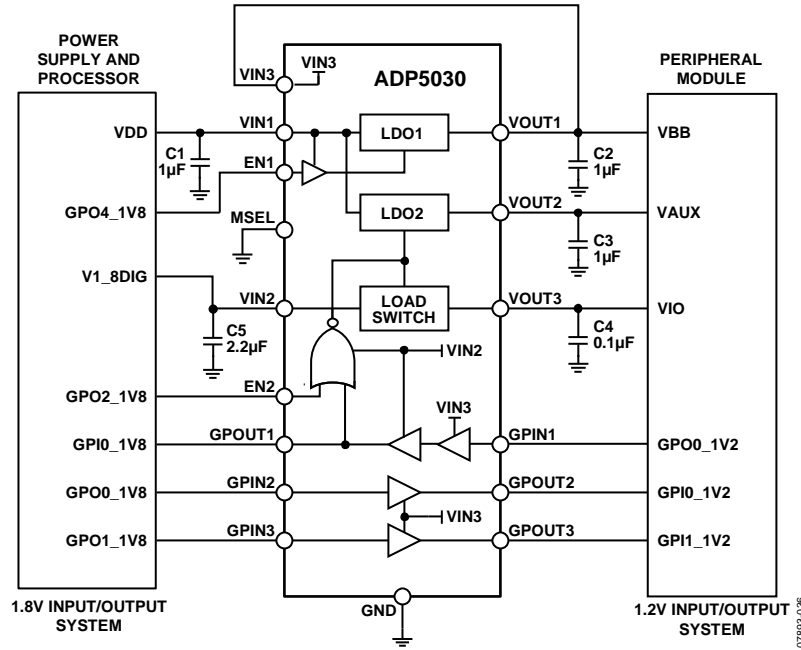 POWER
SUPPLY AND
PROCESSOR
VIN3
VIN3
ADP5030
PERIPHERAL
MODULE
VDD
VIN1
LDO1
VOUT1
VBB
C1
1µF
EN1
C2
1µF
GPO4_1V8
MSEL
LDO2
VOUT2
VAUX
C3
1µF
V1_8DIG
VIN2
LOAD
SWITCH
VOUT3
VIO
C5
2.2µF
C4
0.1µF
VIN2
GPO2_1V8
EN2
VIN3
GPI0_1V8
GPOUT1
GPIN1
GPO0_1V2
GPO0_1V8
GPIN2
GPOUT2
GPI0_1V2
VIN3
GPO1_1V8
GPIN3
GPOUT3
GPI1_1V2
1.8V INPUT/OUTPUT
SYSTEM
GND
1.2V INPUT/OUTPUT
SYSTEM
07893-036